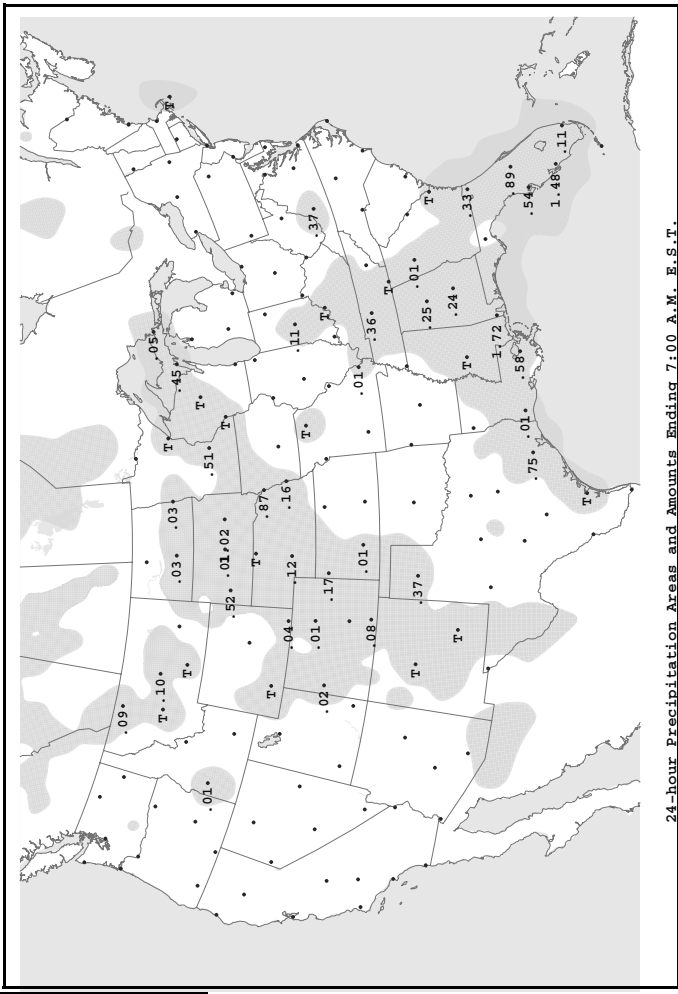 .09
.05
T
.10
T
T
.03
.03
.45
T
T
.01
.51
.01
.02
T
.52
T
.87
T
.16
.04
.12
.11
T
.37
.01
.02
T
.17
.01
.01
.08
.36
T
T
.01
.37
.25
T
.24
T
T
.33
1.72
.89
.58
.01
.54
.75
1.48
.11
T
24-hour Precipitation Areas and Amounts Ending 7:00 A.M. E.S.T.